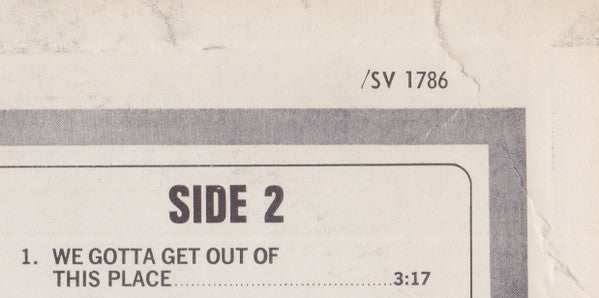 /SV 1786
SIDE 2
1. WE GOTTA GET OUT OF
THIS PLACE..........................................3:17